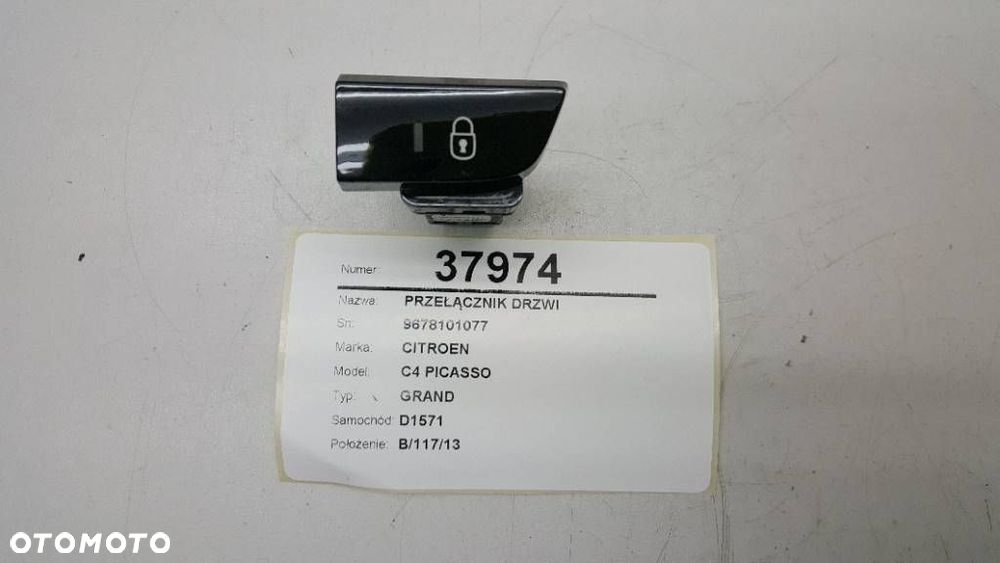 Numer: 37974
Nazwa: PRZEŁĄCZNIK DRZWI
Sn: 9678101077
Marka: CITROEN
Model: C4 PICASSO
Typ: GRAND
Samochód: D1571
Położenie: B/117/13
OTOMOTO